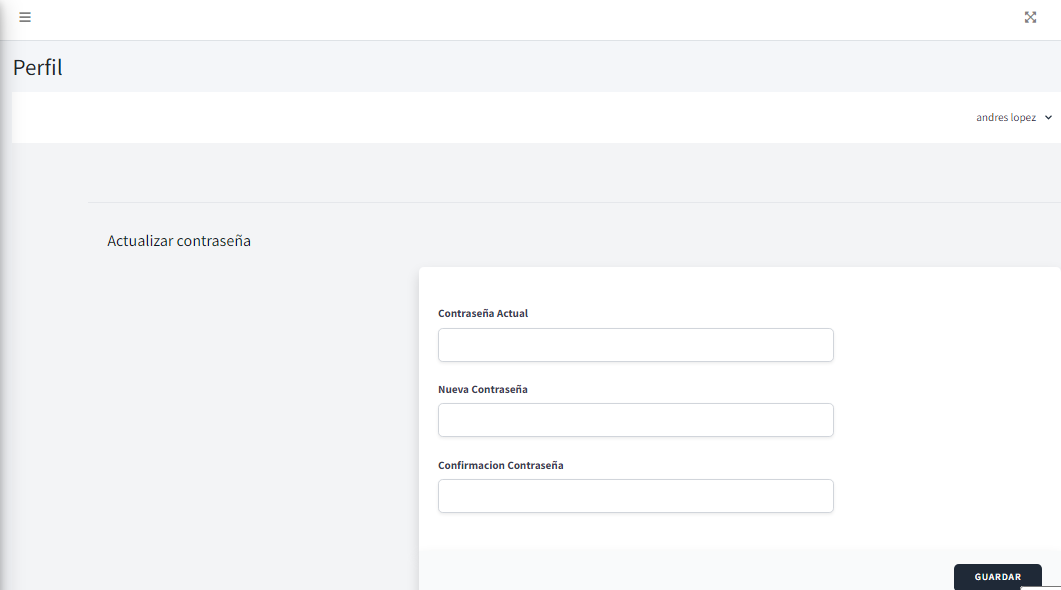 Perfil
andres lopez
Actualizar contraseña
Contraseña Actual
Nueva Contraseña
Confirmacion Contraseña
GUARDAR